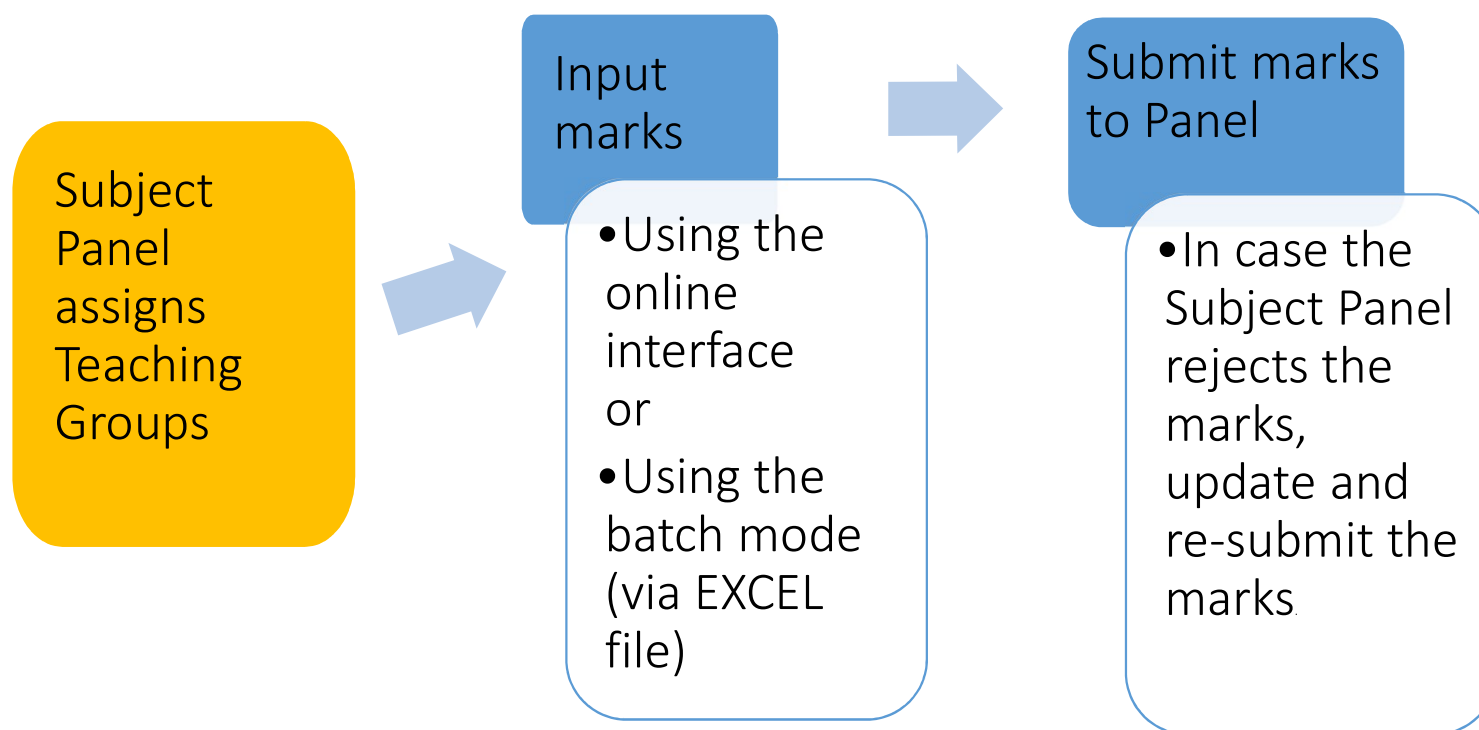 Subject
Panel
assigns
Teaching
Groups
Input
marks
•Using the
online
interface
or
•Using the
batch mode
(via EXCEL
file)
Submit marks
to Panel
•In case the
Subject Panel
rejects the
marks,
update and
re-submit the
marks.